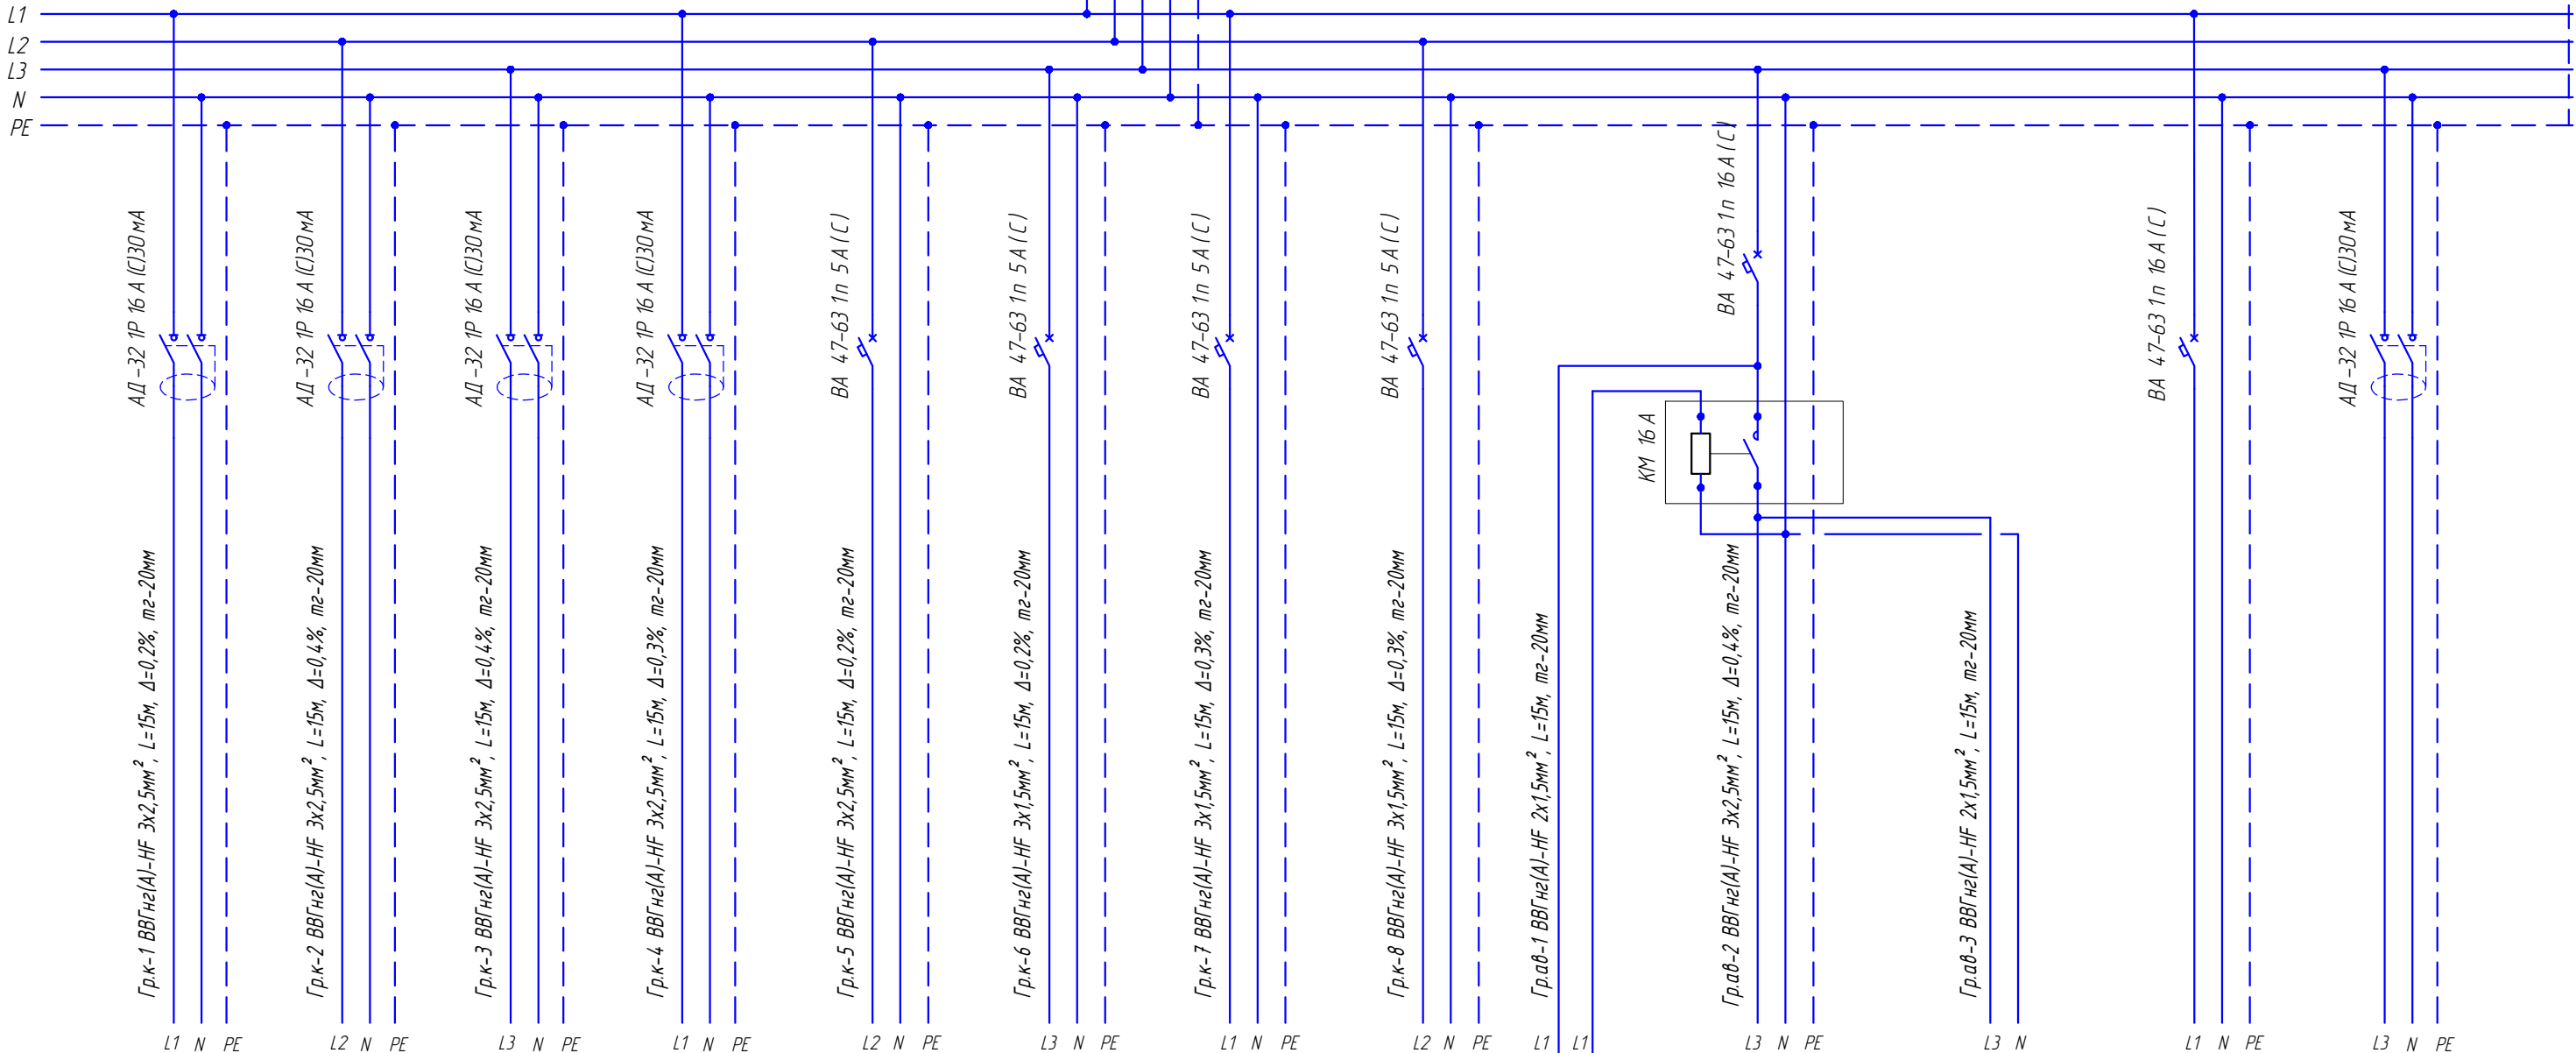 L1
L2
L3
N
PE
АД-32 1Р 16 А (С)30 мА
АД-32 1Р 16 А (С)30 мА
АД-32 1Р 16 А (С)30 мА
АД-32 1Р 16 А (С)30 мА
ВА 47-63 1п 5 А (С)
ВА 47-63 1п 5 А (С)
ВА 47-63 1п 5 А (С)
ВА 47-63 1п 5 А (С)
ВА 47-63 1п 16 А (С)
ВА 47-63 1п 16 А (С)
АД-32 1Р 16 А (С)30 мА
КМ 16 А
Гр.к-1 ВВГнг(А)-HF 3х2,5мм², L=15м, Δ=0,2%, тг-20мм
Гр.к-2 ВВГнг(А)-HF 3х2,5мм², L=15м, Δ=0,4%, тг-20мм
Гр.к-3 ВВГнг(А)-HF 3х2,5мм², L=15м, Δ=0,4%, тг-20мм
Гр.к-4 ВВГнг(А)-HF 3х2,5мм², L=15м, Δ=0,3%, тг-20мм
Гр.к-5 ВВГнг(А)-HF 3х2,5мм², L=15м, Δ=0,2%, тг-20мм
Гр.к-6 ВВГнг(А)-HF 3х1,5мм², L=15м, Δ=0,2%, тг-20мм
Гр.к-7 ВВГнг(А)-HF 3х1,5мм², L=15м, Δ=0,3%, тг-20мм
Гр.к-8 ВВГнг(А)-HF 3х1,5мм², L=15м, Δ=0,3%, тг-20мм
Гр.ав-1 ВВГнг(А)-HF 2х1,5мм², L=15м, тг-20мм
Гр.ав-2 ВВГнг(А)-HF 3х2,5мм², L=15м, Δ=0,4%, тг-20мм
Гр.ав-3 ВВГнг(А)-HF 2х1,5мм², L=15м, тг-20мм
L1 N PE
L2 N PE
L3 N PE
L1 N PE
L2 N PE
L3 N PE
L1 N PE
L2 N PE
L1 L1
L3 N PE
L3 N
L1 N PE
L3 N PE